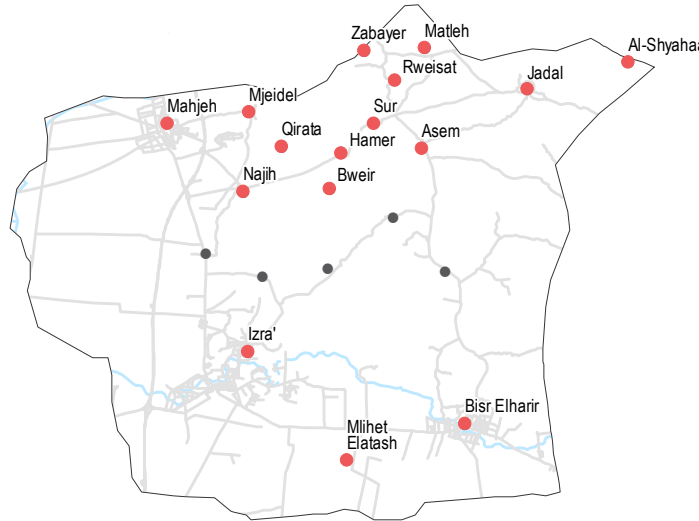 Zabayer
Matleh
Al-Shyahaa
Rweisat
Jadal
Mahjeh
Mjeidel
Sur
Qirata
Hamer
Asem
Najih
Bweir
Izra'
Bisr Elharir
Mlihet
Elatash